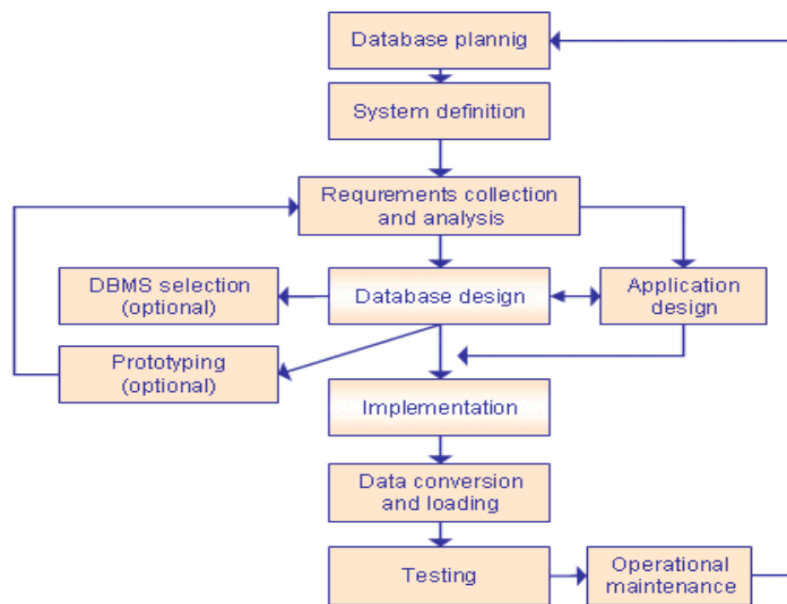 Database plannig
System definition
Requrements collection
and analysis
DBMS selection
(optional)
Database design
Application
design
Prototyping
(optional)
Implementation
Data conversion
and loading
Testing
Operational
maintenance